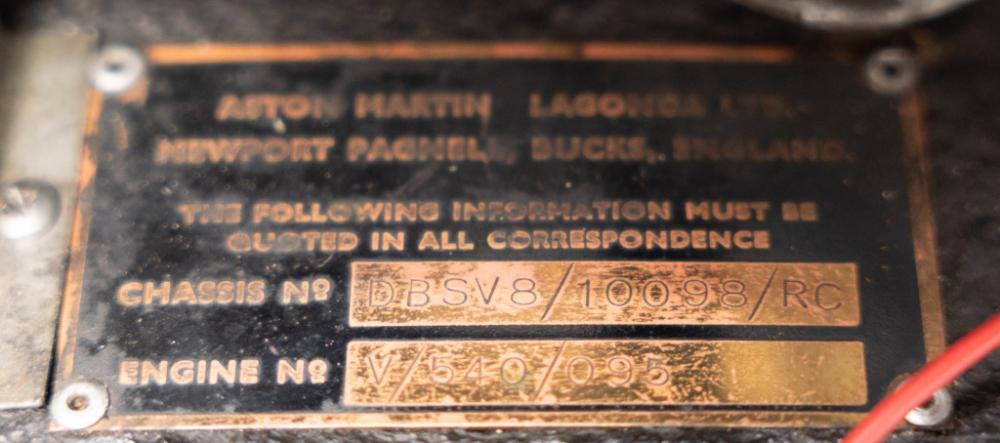 ASTON MARTIN LAGONDA LTD.
NEWPORT PAGNELL, BUCKS, ENGLAND.
THE FOLLOWING INFORMATION MUST BE
QUOTED IN ALL CORRESPONDENCE
CHASSIS Nº DBSV8/10098/RC
ENGINE Nº V/540/095